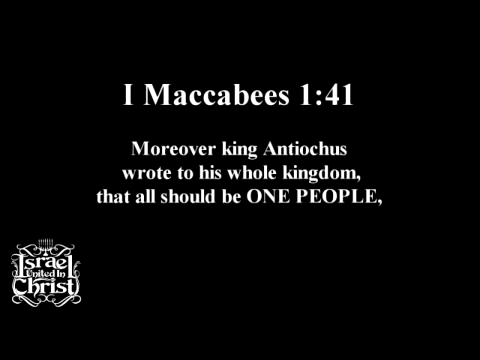 I Maccabees 1:41
Moreover king Antiochus
wrote to his whole kingdom,
that all should be ONE PEOPLE,
Israel
United In
Christ